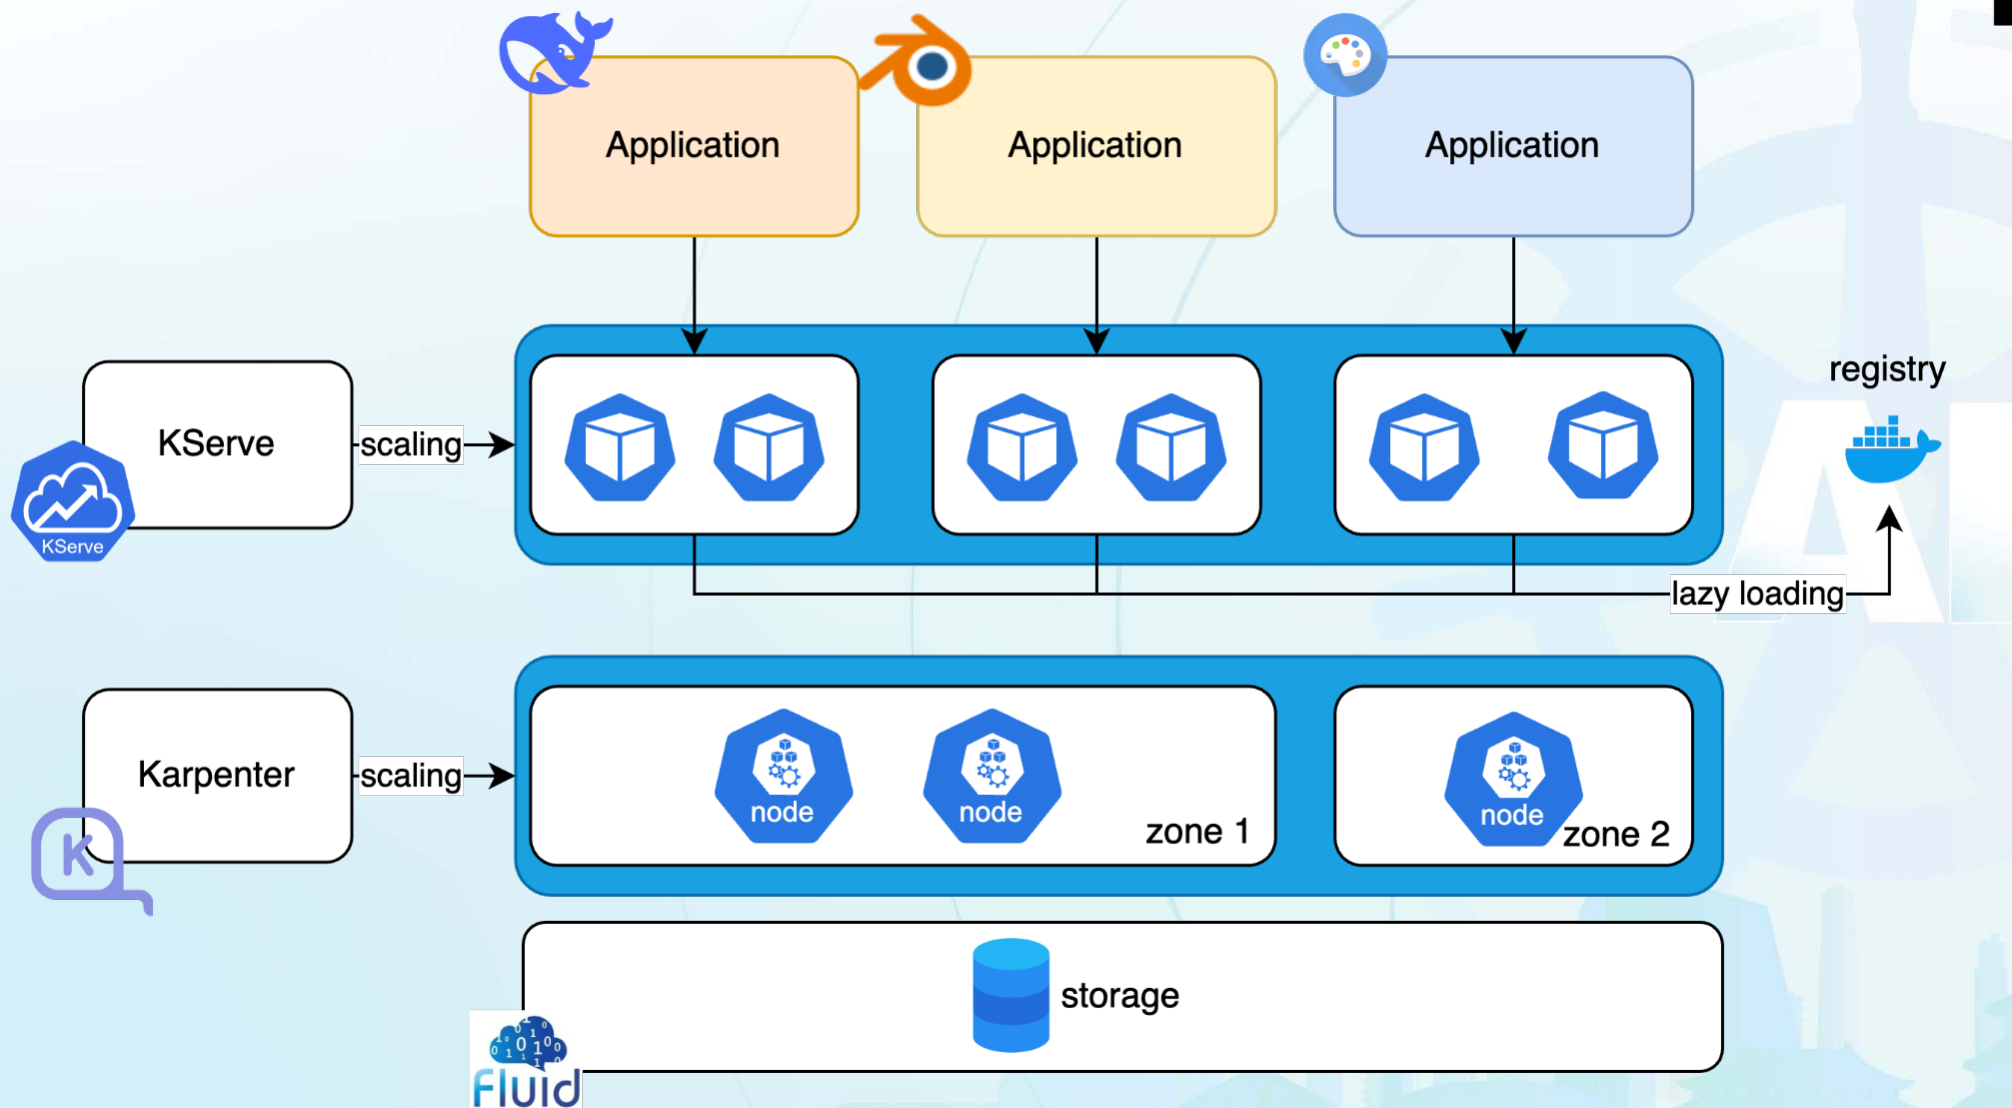 Application
Application
Application
KServe
KServe
scaling
registry
lazy loading
Karpenter
K
scaling
node
node
zone 1
node
zone 2
storage
Fluid